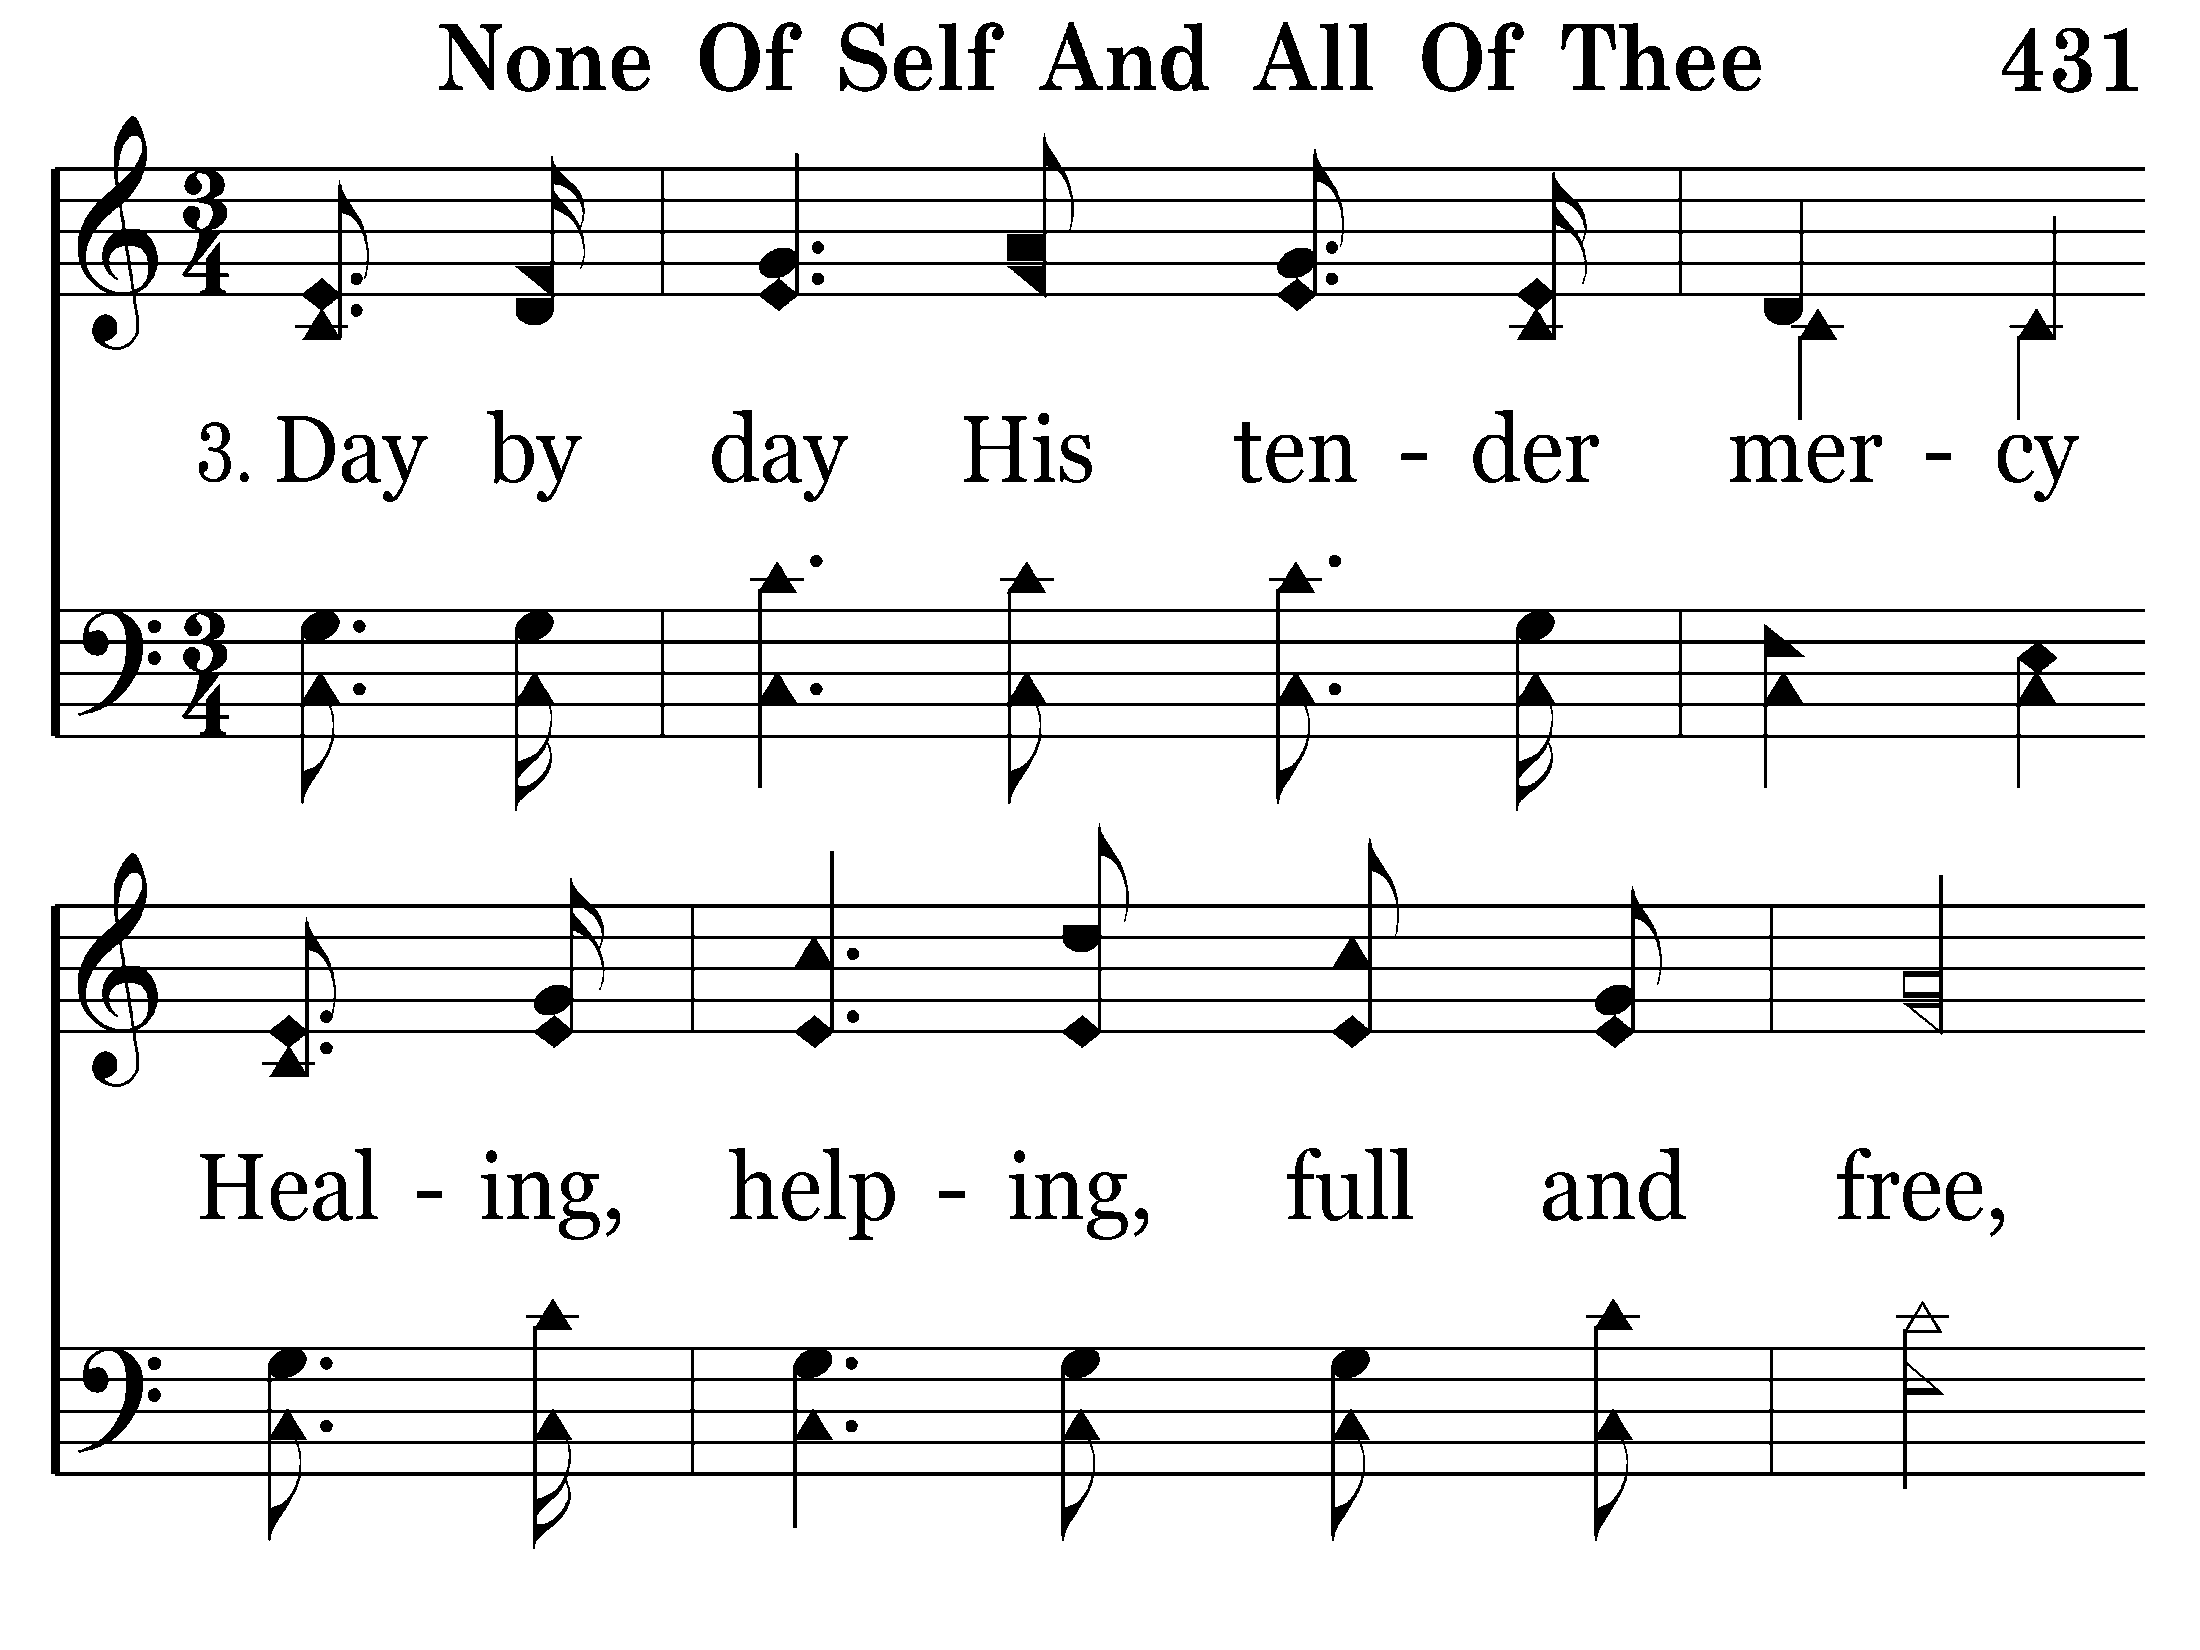 None Of Self And All Of Thee 431
3. Day by day His ten - der mer - cy
Heal - ing, help - ing, full and free,